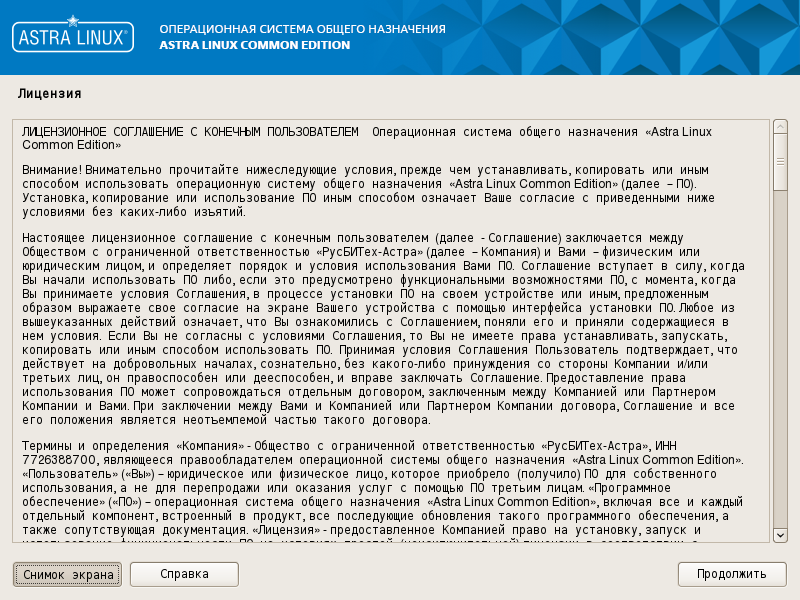 ASTRA LINUX®
ОПЕРАЦИОННАЯ СИСТЕМА ОБЩЕГО НАЗНАЧЕНИЯ
ASTRA LINUX COMMON EDITION
Лицензия
ЛИЦЕНЗИОННОЕ СОГЛАШЕНИЕ С КОНЕЧНЫМ ПОЛЬЗОВАТЕЛЕМ Операционная система общего назначения «Astra Linux
Common Edition»
Внимание! Внимательно прочитайте нижеследующие условия, прежде чем устанавливать, копировать или иным
способом использовать операционную систему общего назначения «Astra Linux Common Edition» (далее – ПО).
Установка, копирование или использование ПО иным способом означает Ваше согласие с приведенными ниже
условиями без каких-либо изъятий.
Настоящее лицензионное соглашение с конечным пользователем (далее - Соглашение) заключается между
Обществом с ограниченной ответственностью «РусБИТех-Астра» (далее – Компания) и Вами – физическим или
юридическим лицом, и определяет порядок и условия использования Вами ПО. Соглашение вступает в силу, когда
Вы начали использовать ПО либо, если это предусмотрено функциональными возможностями ПО, с момента, когда
Вы принимаете условия Соглашения, в процессе установки ПО на своем устройстве или иным, предложенным
образом выражаете свое согласие на экране Вашего устройства с помощью интерфейса установки ПО. Любое из
вышеуказанных действий означает, что Вы ознакомились с Соглашением, поняли его и приняли содержащиеся в
нем условия. Если Вы не согласны с условиями Соглашения, то Вы не имеете права устанавливать, запускать,
копировать или иным способом использовать ПО. Принимая условия Соглашения Пользователь подтверждает, что
действует на добровольных началах, сознательно, без какого-либо принуждения со стороны Компании и/или
третьих лиц, он правоспособен или дееспособен, и вправе заключать Соглашение. Предоставление права
использования ПО может сопровождаться отдельным договором, заключенным между Компанией или Партнером
Компании и Вами. При заключении между Вами и Компанией или Партнером Компании договора, Соглашение и все
его положения является неотъемлемой частью такого договора.
Термины и определения «Компания» - Общество с ограниченной ответственностью «РусБИТех-Астра», ИНН
7726388700, являющееся правообладателем операционной системы общего назначения «Astra Linux Common Edition».
«Пользователь» («Вы») – юридическое или физическое лицо, которое приобрело (получило) ПО для собственного
использования, а не для перепродажи или оказания услуг с помощью ПО третьим лицам. «Программное
обеспечение» («ПО») – операционная система общего назначения «Astra Linux Common Edition», включая все и каждый
отдельный компонент, встроенный в продукт, все последующие обновления такого программного обеспечения, а
также сопутствующая документация. «Лицензия» - предоставленное Компанией право на установку, запуск и
Снимок экрана
Справка
Продолжить